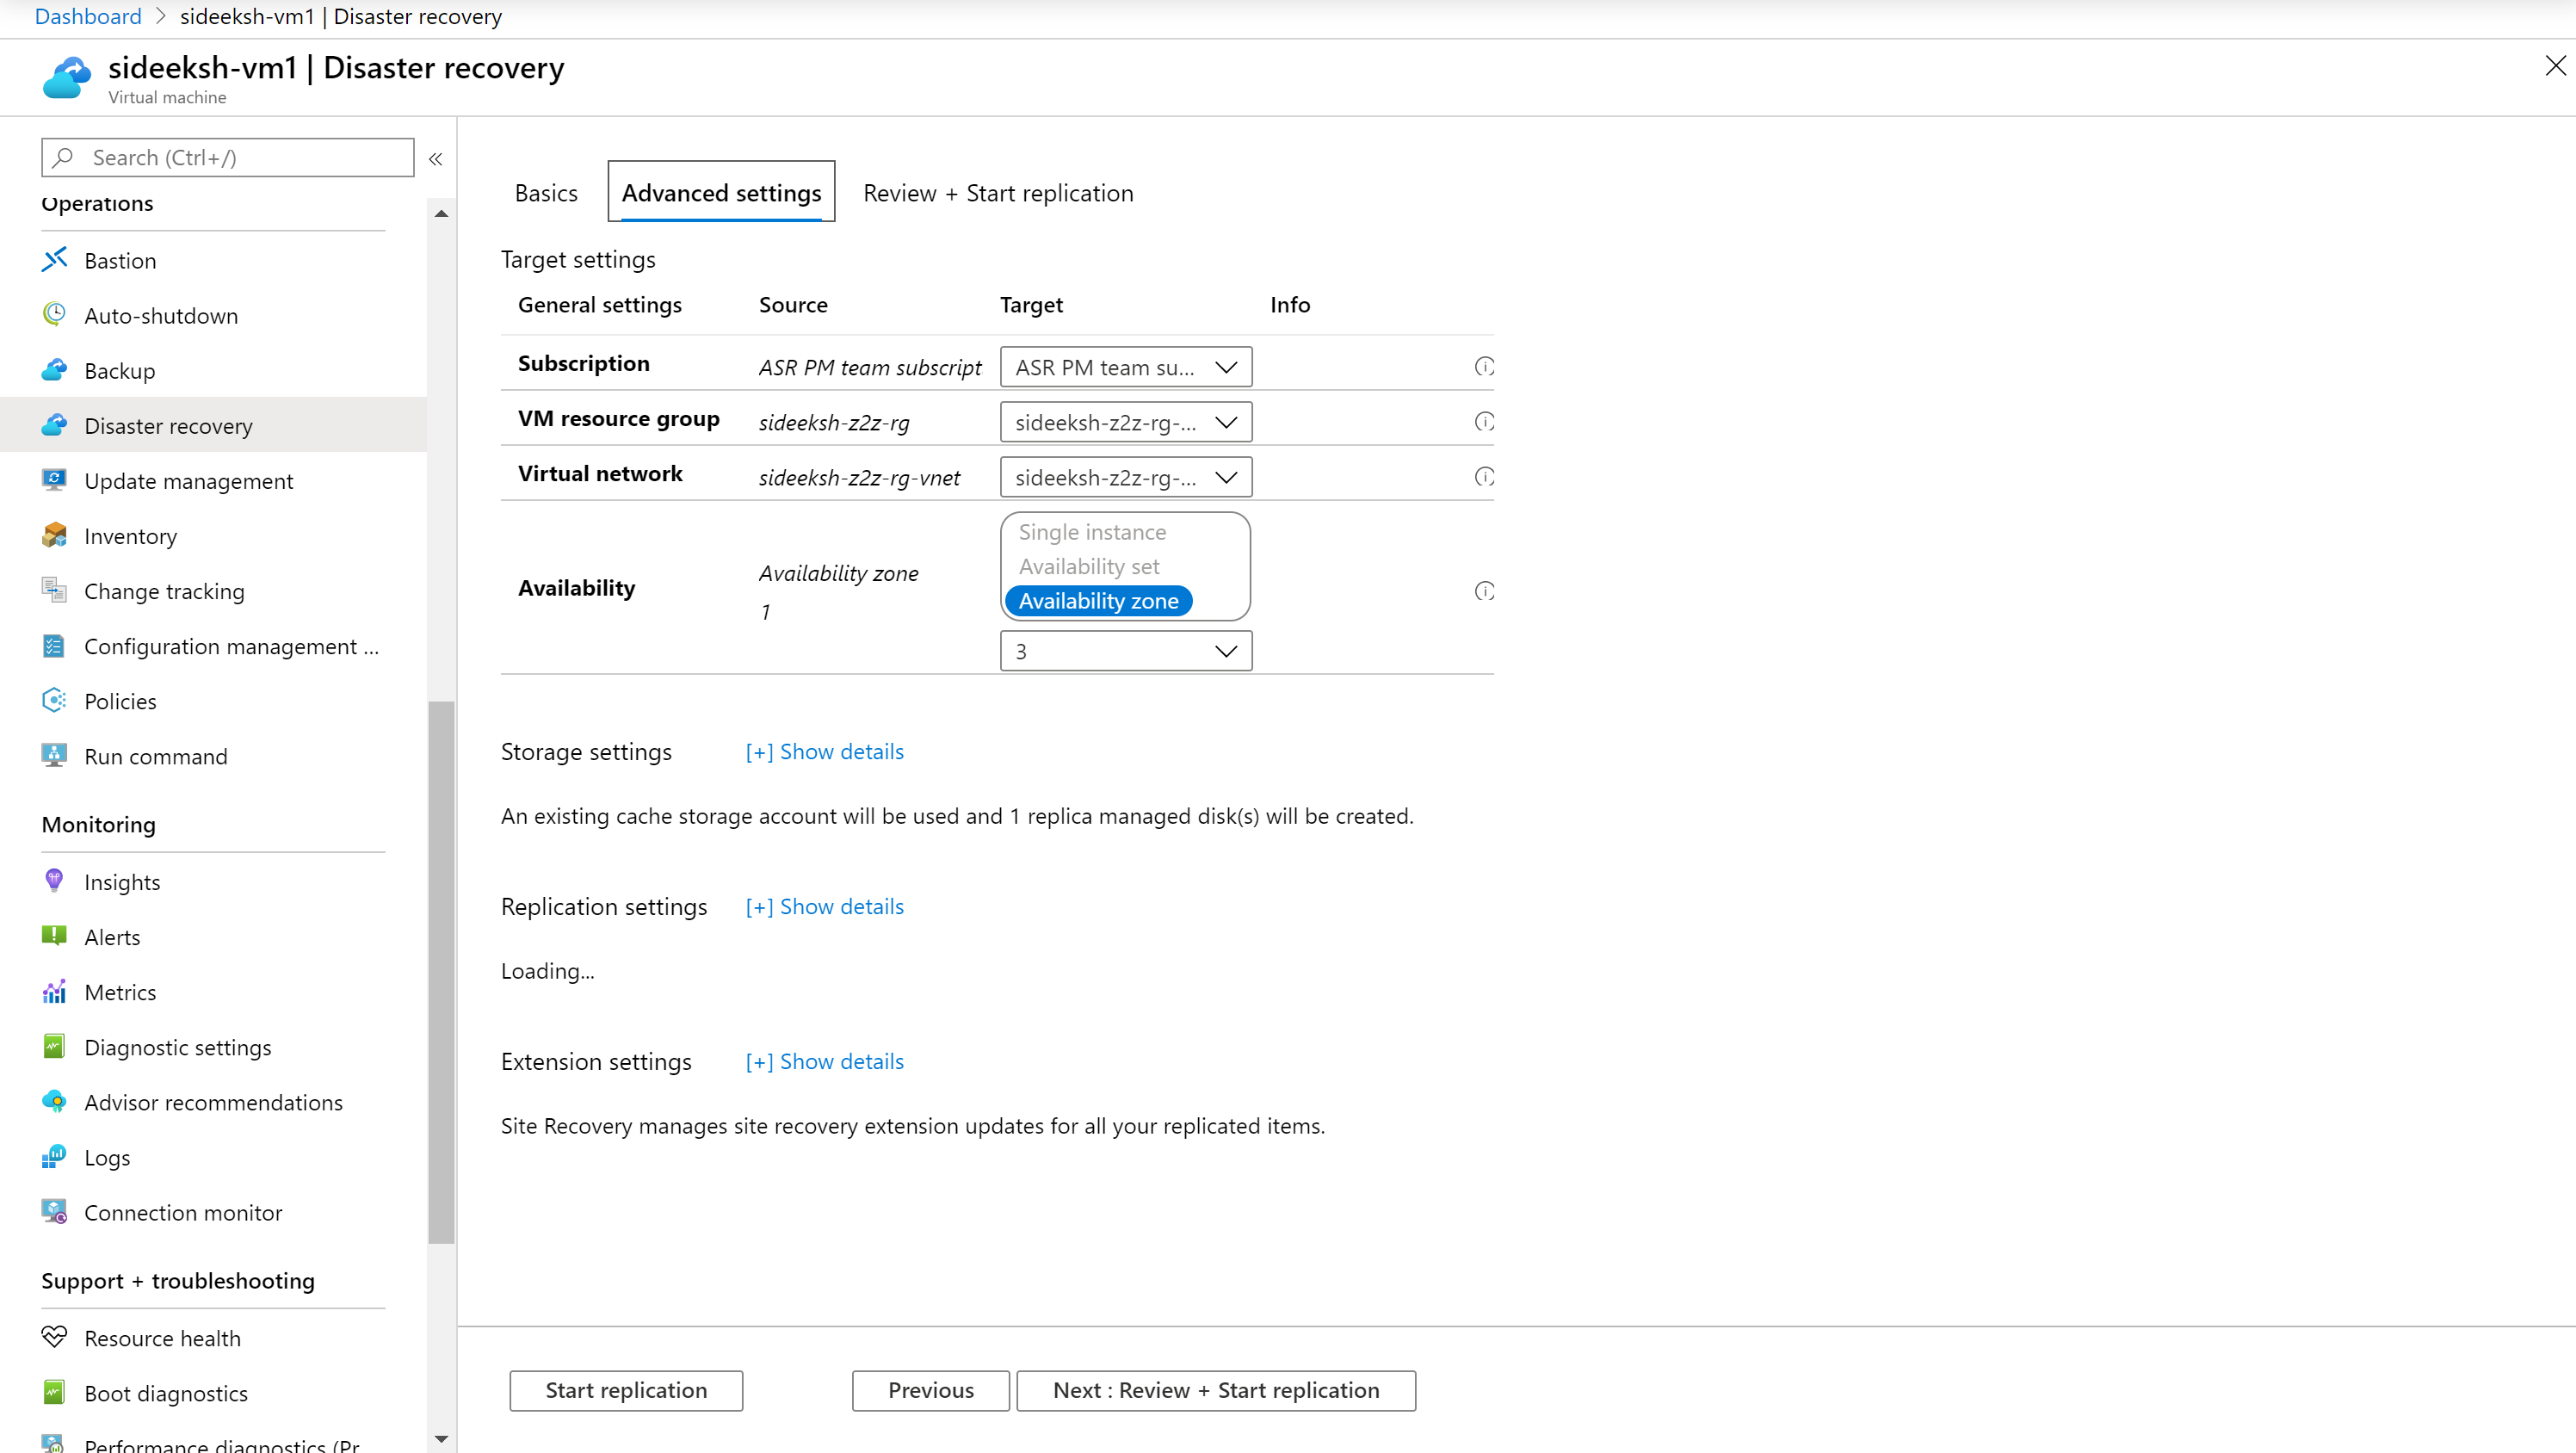 Dashboard > sideeksh-vm1 | Disaster recovery
sideeksh-vm1 | Disaster recovery
Virtual machine
Search (Ctrl+/)
«
Operations
Bastion
Auto-shutdown
Backup
Disaster recovery
Update management
Inventory
Change tracking
Configuration management ...
Policies
Run command
Monitoring
Insights
Alerts
Metrics
Diagnostic settings
Advisor recommendations
Logs
Connection monitor
Support + troubleshooting
Resource health
Boot diagnostics
Performance diagnostics (Pr
Basics Advanced settings Review + Start replication
Target settings
General settings Source Target Info
Subscription ASR PM team subscript ASR PM team su...
VM resource group sideeksh-z2z-rg sideeksh-z2z-rg-...
Virtual network sideeksh-z2z-rg-vnet sideeksh-z2z-rg-...
Single instance
Availability set
Availability Availability zone Availability zone
1
3
Storage settings [+] Show details
An existing cache storage account will be used and 1 replica managed disk(s) will be created.
Replication settings [+] Show details
Loading...
Extension settings [+] Show details
Site Recovery manages site recovery extension updates for all your replicated items.
Start replication Previous Next : Review + Start replication